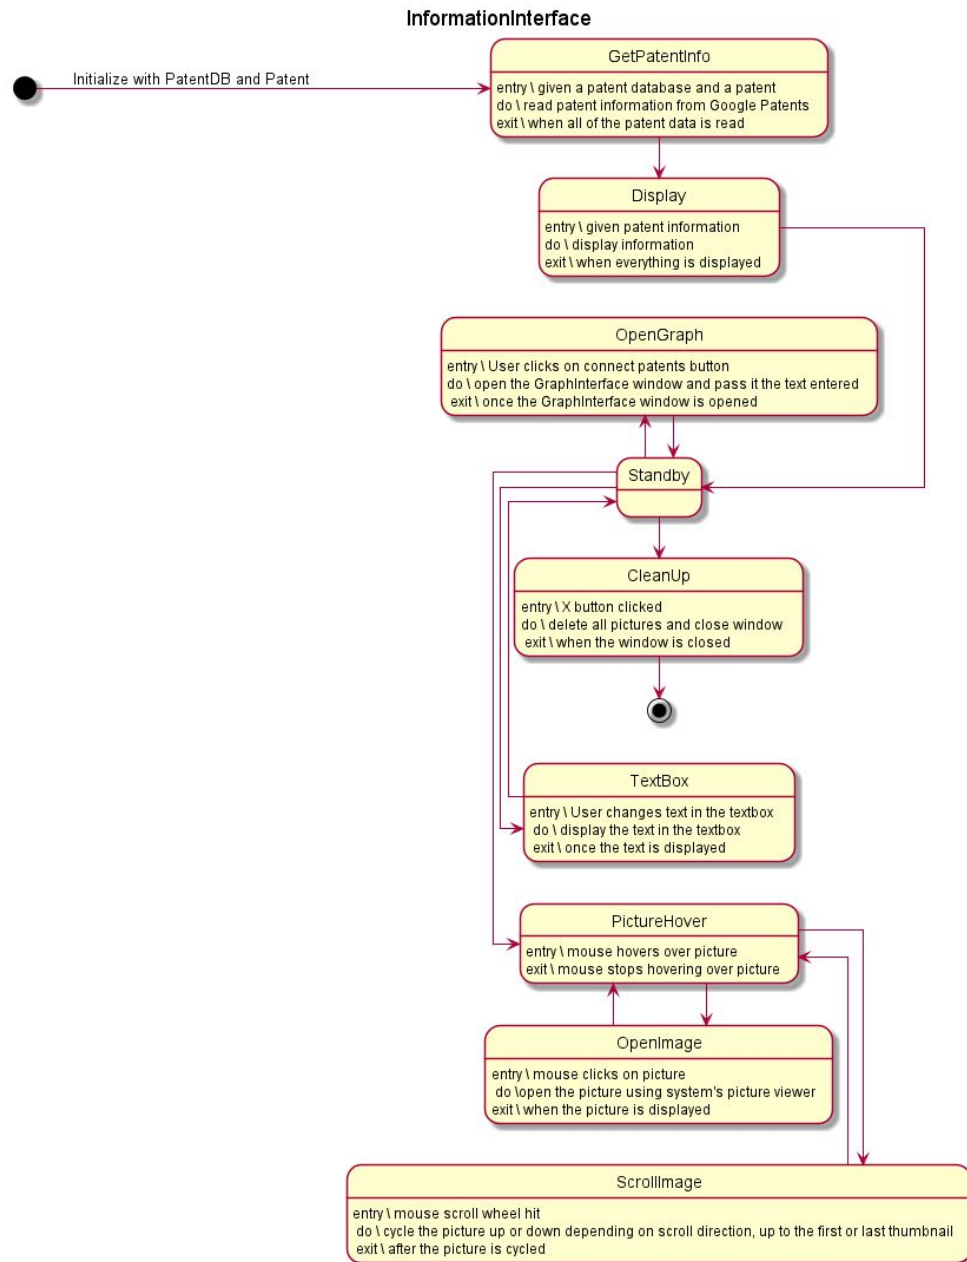 InformationInterface
Initialize with PatentDB and Patent
GetPatentInfo
entry \ given a patent database and a patent
do \ read patent information from Google Patents
exit \ when all of the patent data is read
Display
entry \ given patent information
do \ display information
exit \ when everything is displayed
OpenGraph
entry \ User clicks on connect patents button
do \ open the GraphInterface window and pass it the text entered
exit \ once the GraphInterface window is opened
Standby
CleanUp
entry \ X button clicked
do \ delete all pictures and close window
exit \ when the window is closed
TextBox
entry \ User changes text in the textbox
do \ display the text in the textbox
exit \ once the text is displayed
PictureHover
entry \ mouse hovers over picture
exit \ mouse stops hovering over picture
OpenImage
entry \ mouse clicks on picture
do \open the picture using system's picture viewer
exit \ when the picture is displayed
ScrollImage
entry \ mouse scroll wheel hit
do \ cycle the picture up or down depending on scroll direction, up to the first or last thumbnail
exit \ after the picture is cycled